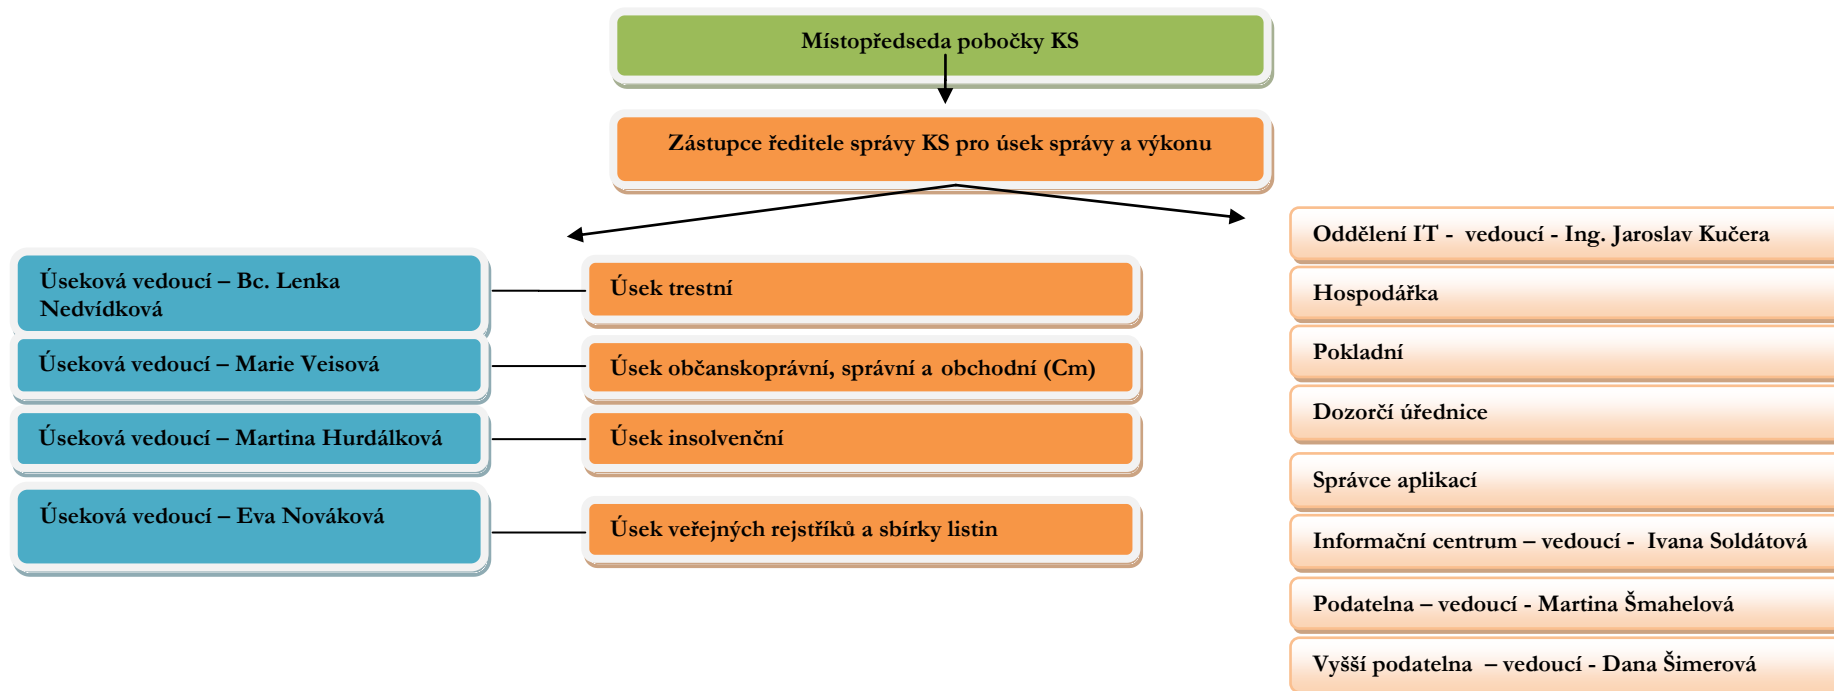 Místopředseda pobočky KS
Zástupce ředitele správy KS pro úsek správy a výkonu
Úseková vedoucí – Bc. Lenka
Nedvídková
Úsek trestní
Úseková vedoucí – Marie Veisová
Úsek občanskoprávní, správní a obchodní (Cm)
Úseková vedoucí – Martina Hurdálková
Úsek insolvenční
Úseková vedoucí – Eva Nováková
Úsek veřejných rejstříků a sbírky listin
Oddělení IT - vedoucí - Ing. Jaroslav Kučera
Hospodářka
Pokladní
Dozorčí úřednice
Správce aplikací
Informační centrum – vedoucí - Ivana Soldátová
Podatelna – vedoucí - Martina Šmahelová
Vyšší podatelna – vedoucí - Dana Šimerová